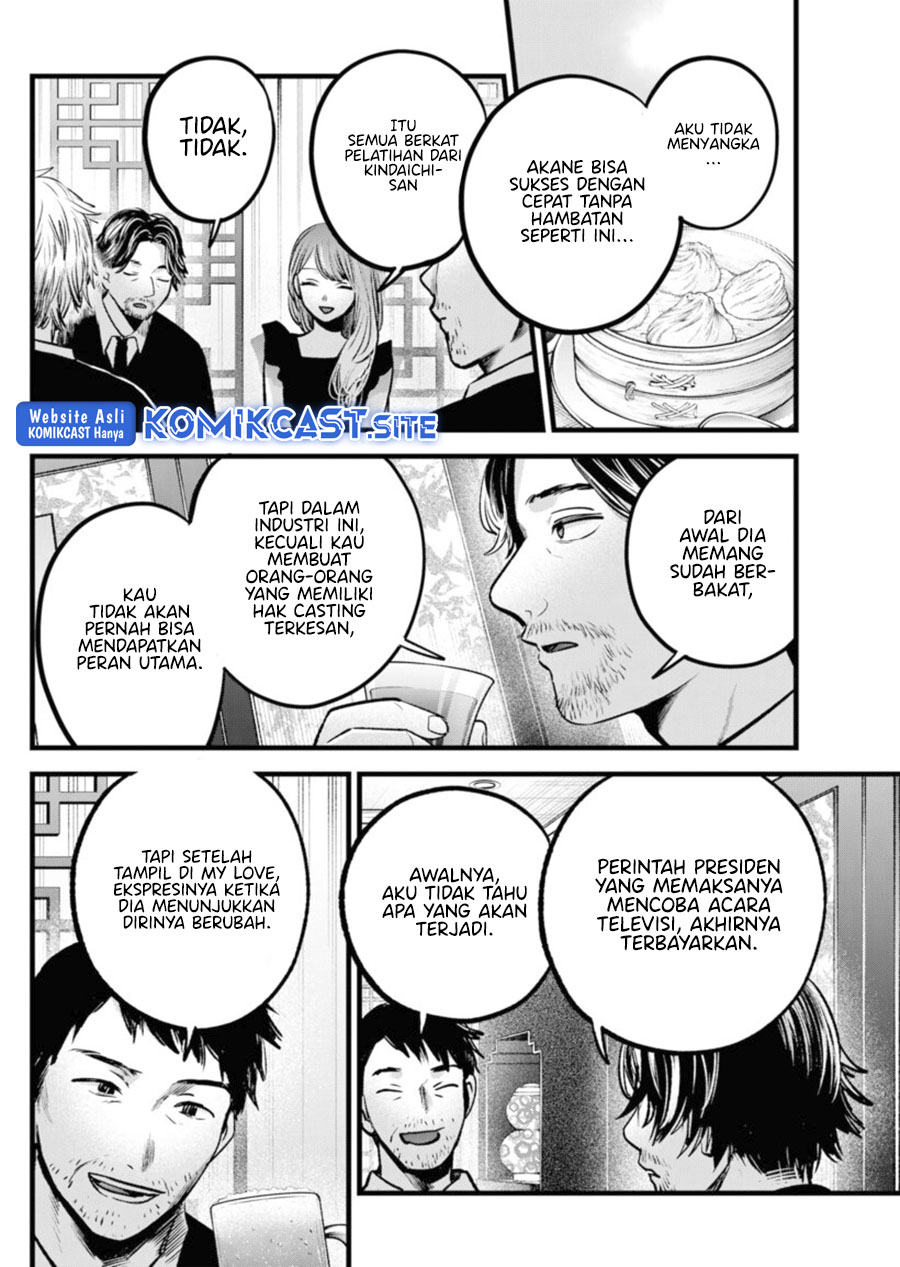 AKU TIDAK
MENYANGKA
...
AKANE BISA
SUKSES DENGAN
CEPAT TANPA
HAMBATAN
SEPERTI INI...
ITU
SEMUA BERKAT
PELATIHAN DARI
KINDAICHI-
SAN
TIDAK,
TIDAK.
Website Asli
KOMIKCAST Hanya
KOMIKCAST.SITE
DARI
AWAL DIA
MEMANG
SUDAH BER-
BAKAT,
TAPI DALAM
INDUSTRI INI,
KECUALI KAU
MEMBUAT
ORANG-ORANG
YANG MEMILIKI
HAK CASTING
TERKESAN,
KAU
TIDAK AKAN
PERNAH BISA
MENDAPATKAN
PERAN UTAMA.
PERINTAH PRESIDEN
YANG MEMAKSANYA
MENCOBA ACARA
TELEVISI, AKHIRNYA
TERBAYARKAN.
AWALNYA,
AKU TIDAK TAHU
APA YANG AKAN
TERJADI.
TAPI SETELAH
TAMPIL DI MY LOVE,
EKSPRESINYA KETIKA
DIA MENUNJUKKAN
DIRINYA BERUBAH.